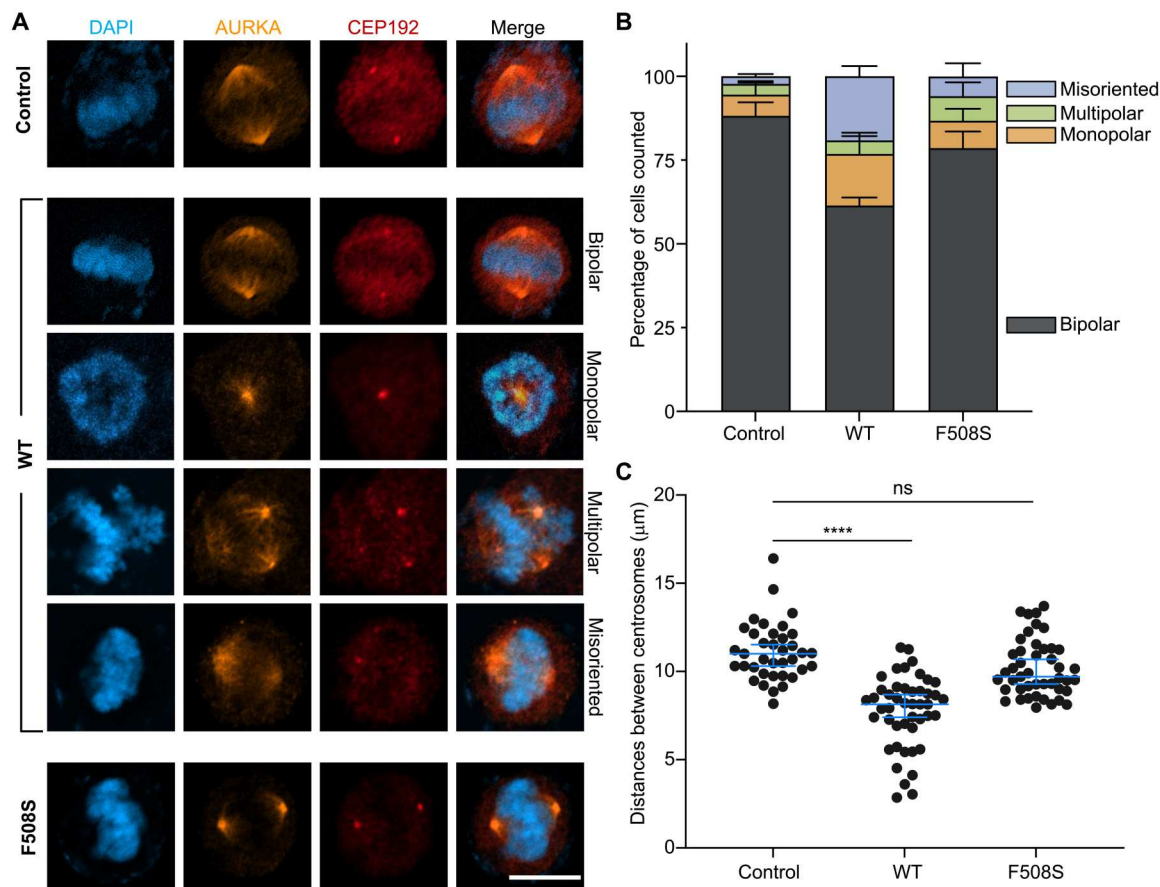 A
DAPI AURKA CEP192 Merge
Control
WT
Bipolar
Monopolar
Multipolar
Misoriented
F508S
B
Percentage of cells counted
100
75
50
25
0
Misoriented
Multipolar
Monopolar
Bipolar
Control WT F508S
C
Distances between centrosomes (μm)
20
15
10
5
0
ns
****
Control WT F508S